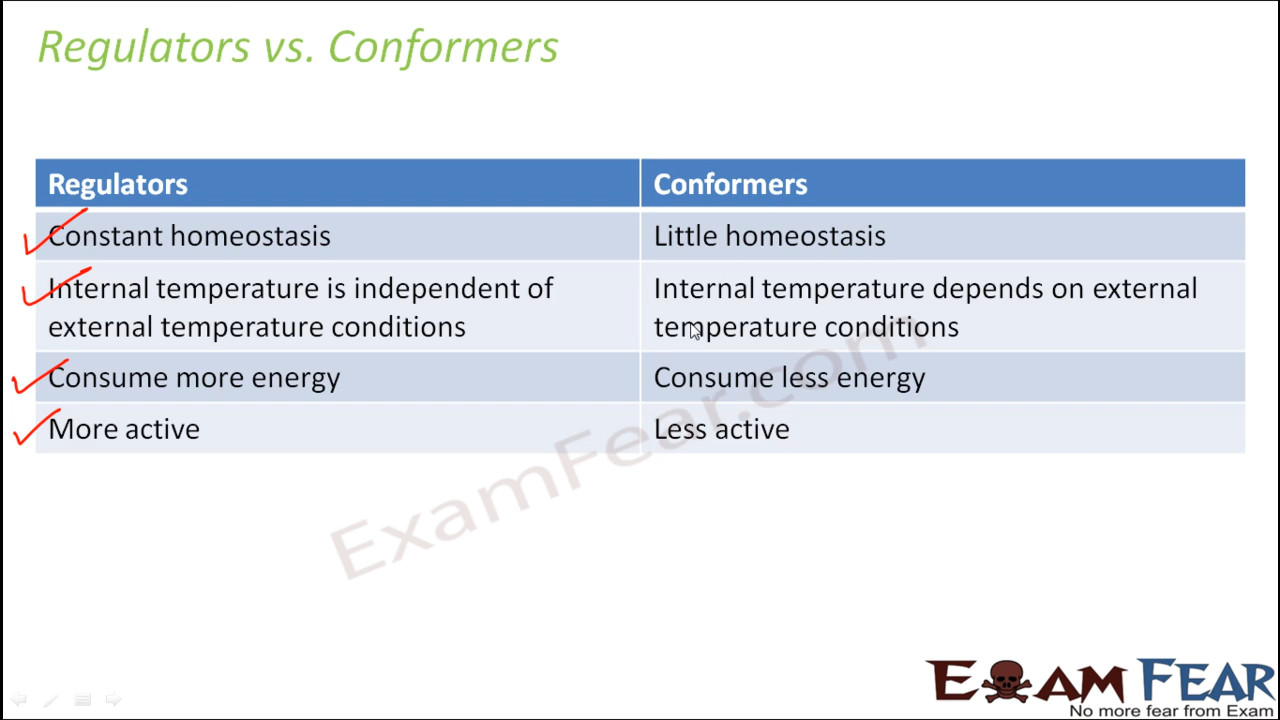 Regulators vs. Conformers
Regulators Conformers
Constant homeostasis Little homeostasis
Internal temperature is independent of Internal temperature depends on external
external temperature conditions temperature conditions
Consume more energy Consume less energy
More active Less active
ExamFear.com
EXAM FEAR
No more fear from Exam